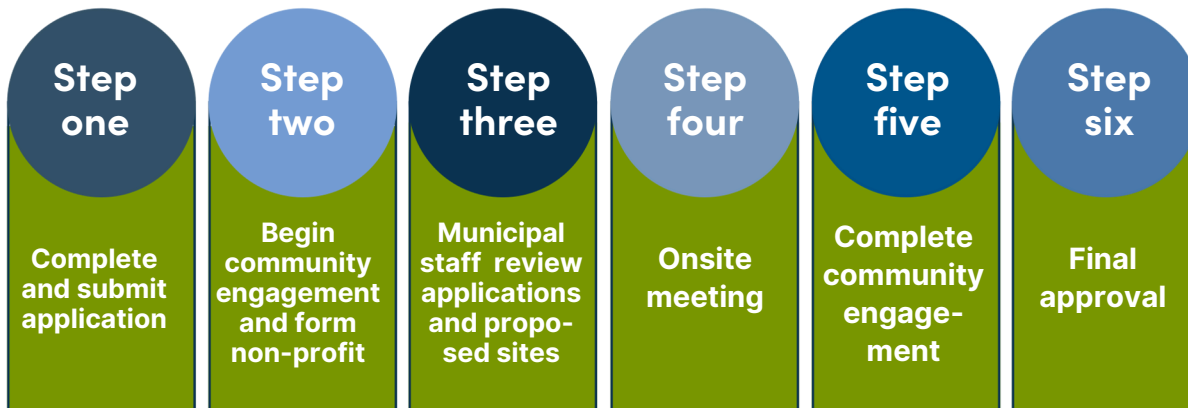 Step
one
Complete
and submit
application
Step
two
Begin
community
engagement
and form
non-profit
Step
three
Municipal
staff review
applications
and propo-
sed sites
Step
four
Onsite
meeting
Step
five
Complete
community
engage-
ment
Step
six
Final
approval